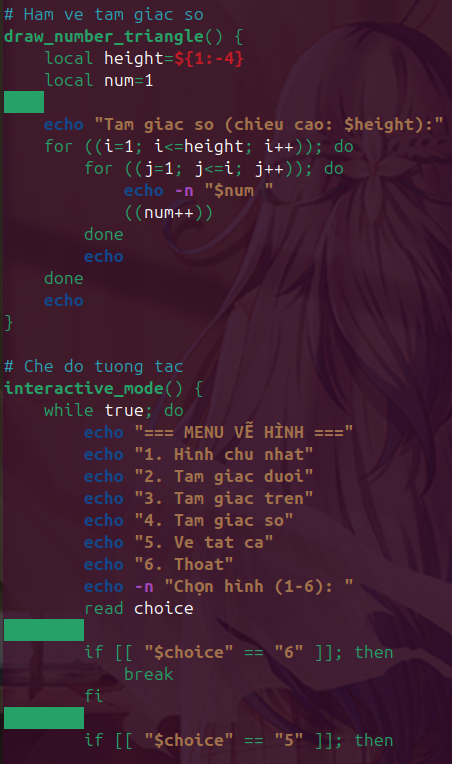 # Ham ve tam giac so
draw_number_triangle() {
    local height=${1:-4}
    local num=1

    echo "Tam giac so (chieu cao: $height):"
    for ((i=1; i<=height; i++)); do
        for ((j=1; j<=i; j++)); do
            echo -n "$num "
            ((num++))
        done
        echo
    done
    echo
}

# Che do tuong tac
interactive_mode() {
    while true; do
        echo "=== MENU VẼ HÌNH ==="
        echo "1. Hinh chu nhat"
        echo "2. Tam giac duoi"
        echo "3. Tam giac tren"
        echo "4. Tam giac so"
        echo "5. Ve tat ca"
        echo "6. Thoat"
        echo -n "Chọn hình (1-6): "
        read choice

        if [[ "$choice" == "6" ]]; then
            break
        fi

        if [[ "$choice" == "5" ]]; then